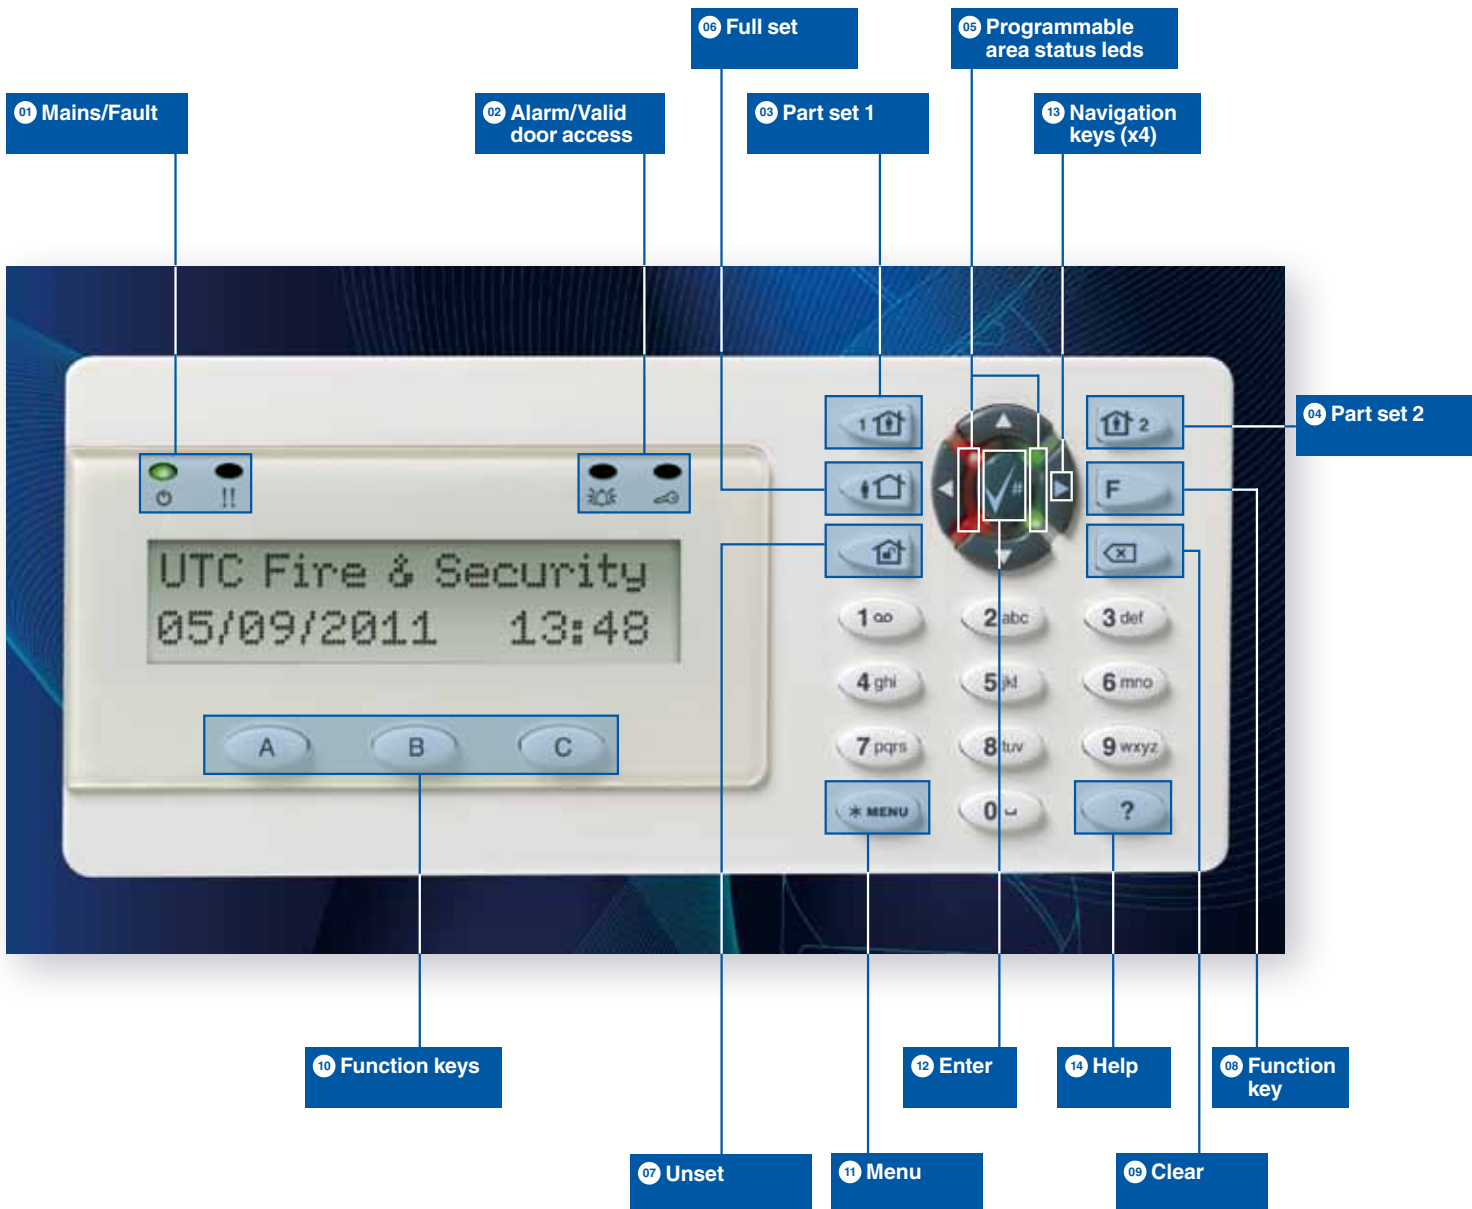 06 Full set
05 Programmable
area status leds
01 Mains/Fault
02 Alarm/Valid
door access
03 Part set 1
13 Navigation
keys (x4)
04 Part set 2
1
2
#
F
!!
UTC Fire & Security
05/09/2011 13:48
1
2 abc
3 def
4 ghi
5 jkl
6 mno
7 pqrs
8 tuv
9 wxyz
A B C
* MENU
0
?
10 Function keys
12 Enter
14 Help
08 Function
key
07 Unset
11 Menu
09 Clear